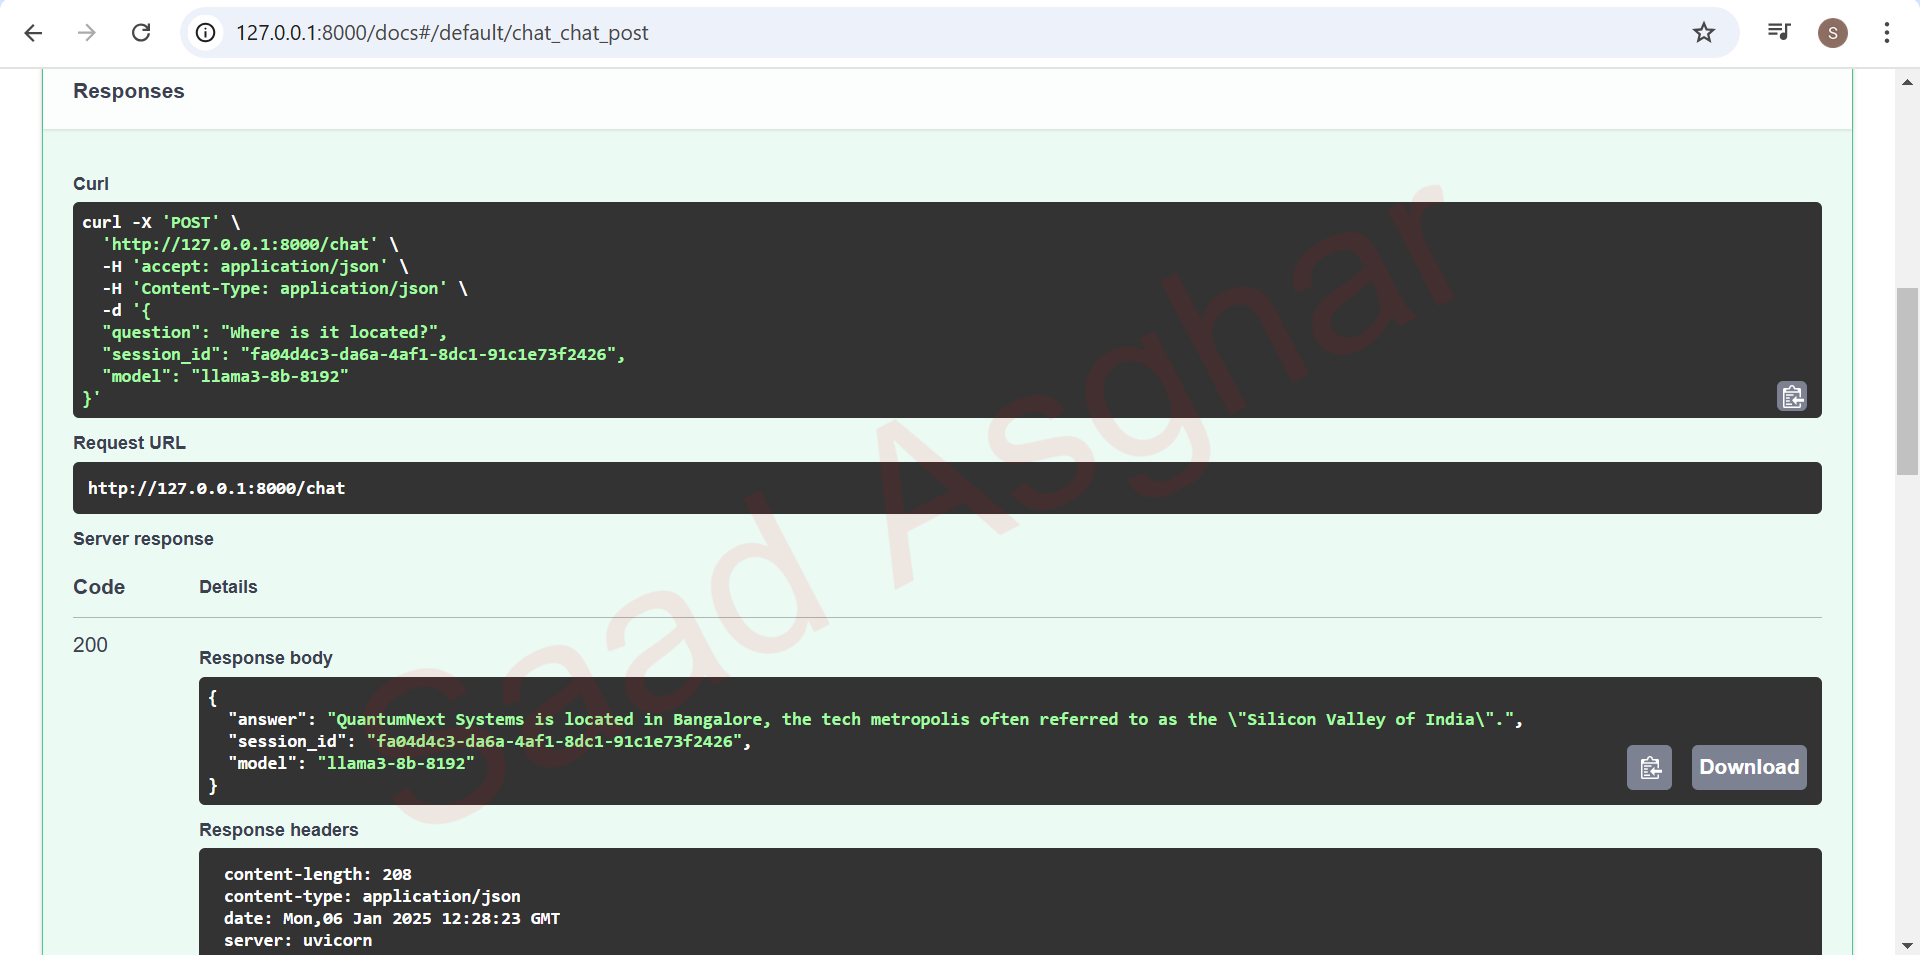 127.0.0.1:8000/docs#/default/chat_chat_post
S
Responses
Curl
curl -X 'POST' \
'http://127.0.0.1:8000/chat' \
-H 'accept: application/json' \
-H 'Content-Type: application/json' \
-d '{
"question": "Where is it located?",
"session_id": "fa04d4c3-da6a-4af1-8dc1-91c1e73f2426",
"model": "llama3-8b-8192"
}'
Request URL
http://127.0.0.1:8000/chat
Server response
Code Details
200
Response body
{
"answer": "QuantumNext Systems is located in Bangalore, the tech metropolis often referred to as the \"Silicon Valley of India\".",
"session_id": "fa04d4c3-da6a-4af1-8dc1-91c1e73f2426",
"model": "llama3-8b-8192"
}
Download
Response headers
content-length: 208
content-type: application/json
date: Mon,06 Jan 2025 12:28:23 GMT
server: uvicorn
Saad Asghar